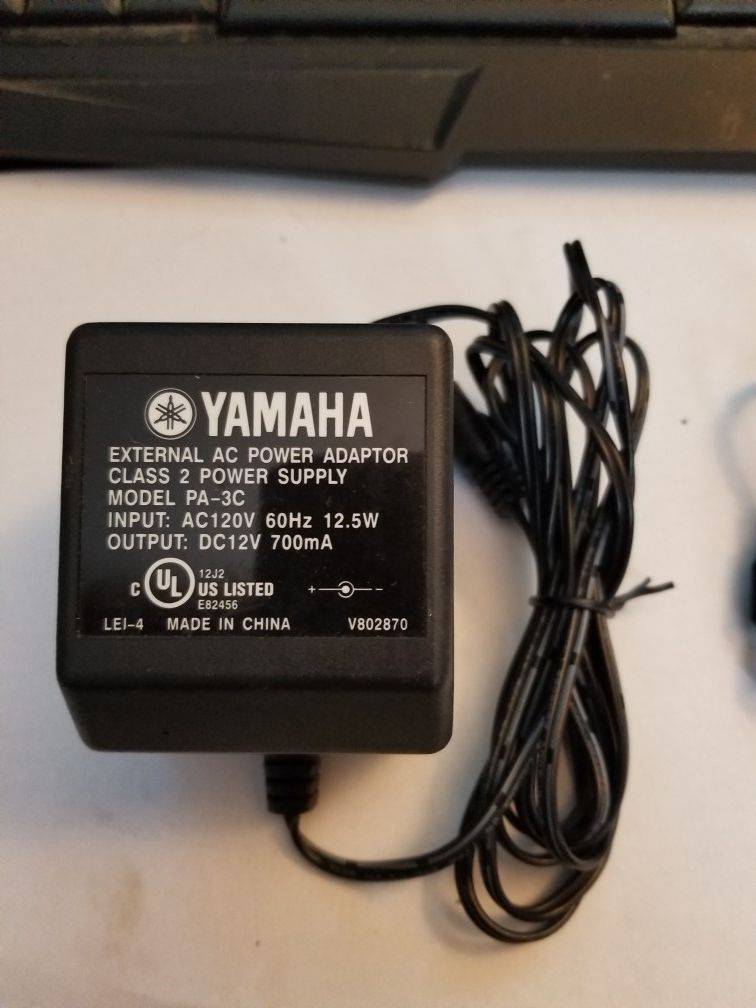 YAMAHA
EXTERNAL AC POWER ADAPTOR
CLASS 2 POWER SUPPLY
MODEL PA-3C
INPUT: AC120V 60Hz 12.5W
OUTPUT: DC12V 700mA
C UL US LISTED
12J2
E82456
+ -
LEI-4 MADE IN CHINA V802870